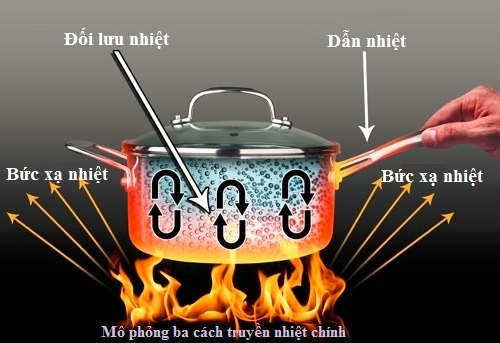 Đối lưu nhiệt
Dẫn nhiệt
Bức xạ nhiệt
Bức xạ nhiệt
Mô phỏng ba cách truyền nhiệt chính